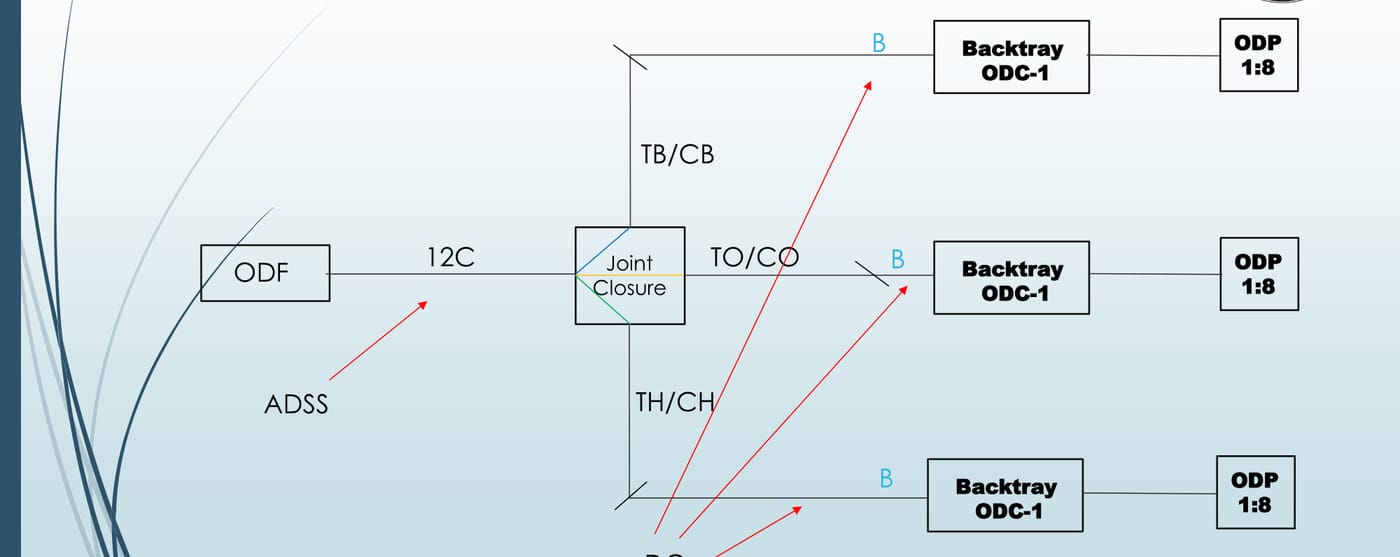 B
Backtray
ODC-1
ODP
1:8
TB/CB
ODF
12C
Joint
Closure
TO/CO
B
Backtray
ODC-1
ODP
1:8
ADSS
TH/CH
B
Backtray
ODC-1
ODP
1:8